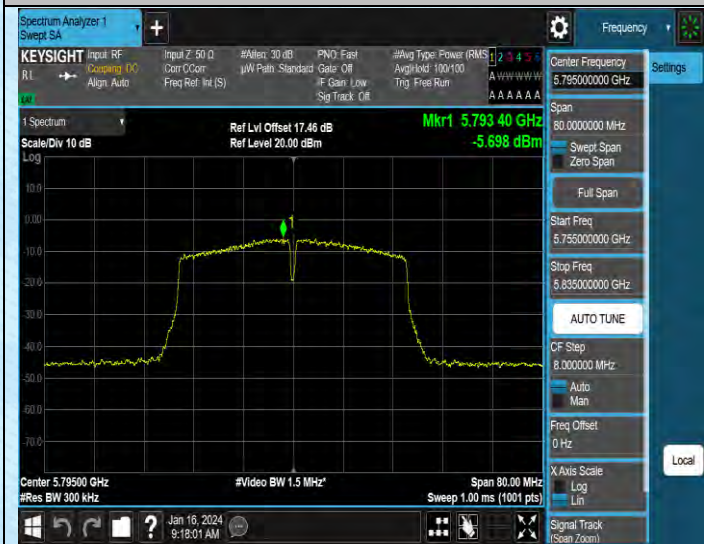 Spectrum Analyzer 1
Swept SA
Frequency
KEYSIGHT
Input: RF
Input Z: 50 Ω
#Atten: 30 dB
PNO: Fast
#Avg Type: Power (RMS
1 2 3 4 5 6
RL
Coupling: DC
Corr CCorr
µW Path: Standard
Gate: Off
Avg|Hold: 100/100
A W W W W W
Align: Auto
Freq Ref: Int (S)
IF Gain: Low
Trig: Free Run
Sig Track: Off
A A A A A A
Center Frequency
5.795000000 GHz
Settings
1 Spectrum
Scale/Div 10 dB
Ref Lvl Offset 17.46 dB
Ref Level 20.00 dBm
Mkr1 5.793 40 GHz
-5.698 dBm
Log
10.0
0.00
-10.0
-20.0
-30.0
-40.0
-50.0
-60.0
-70.0
1
Span
80.0000000 MHz
Swept Span
Zero Span
Full Span
Start Freq
5.755000000 GHz
Stop Freq
5.835000000 GHz
AUTO TUNE
CF Step
8.000000 MHz
Auto
Man
Freq Offset
0 Hz
X Axis Scale
Log
Lin
Signal Track
(Span Zoom)
Local
Center 5.79500 GHz
#Video BW 1.5 MHz*
Span 80.00 MHz
#Res BW 300 kHz
Sweep 1.00 ms (1001 pts)
?
Jan 16, 2024
9:18:01 AM